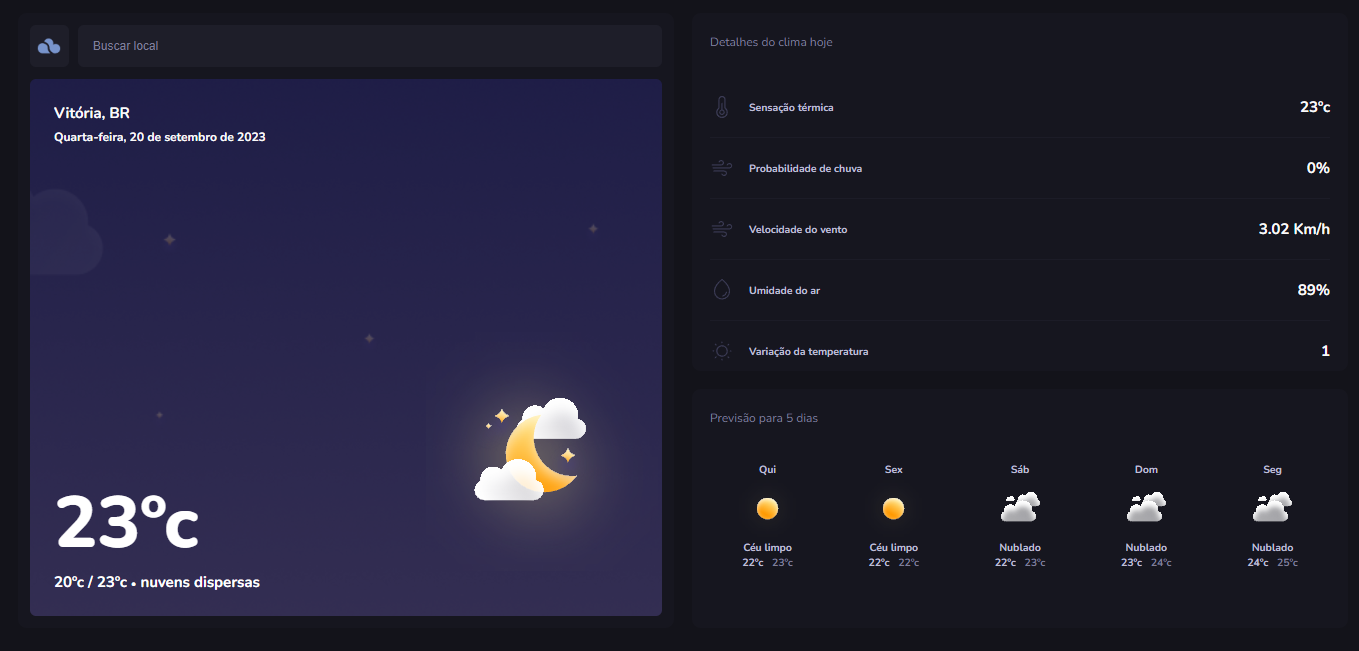 Buscar local
Vitória, BR
Quarta-feira, 20 de setembro de 2023
23ºc
20ºc / 23ºc • nuvens dispersas
Detalhes do clima hoje
Sensação térmica 23ºc
Probabilidade de chuva 0%
Velocidade do vento 3.02 Km/h
Umidade do ar 89%
Variação da temperatura 1
Previsão para 5 dias
Qui Sex Sáb Dom Seg
Céu limpo Céu limpo Nublado Nublado Nublado
22ºc 23ºc 22ºc 22ºc 22ºc 23ºc 23ºc 24ºc 24ºc 25ºc